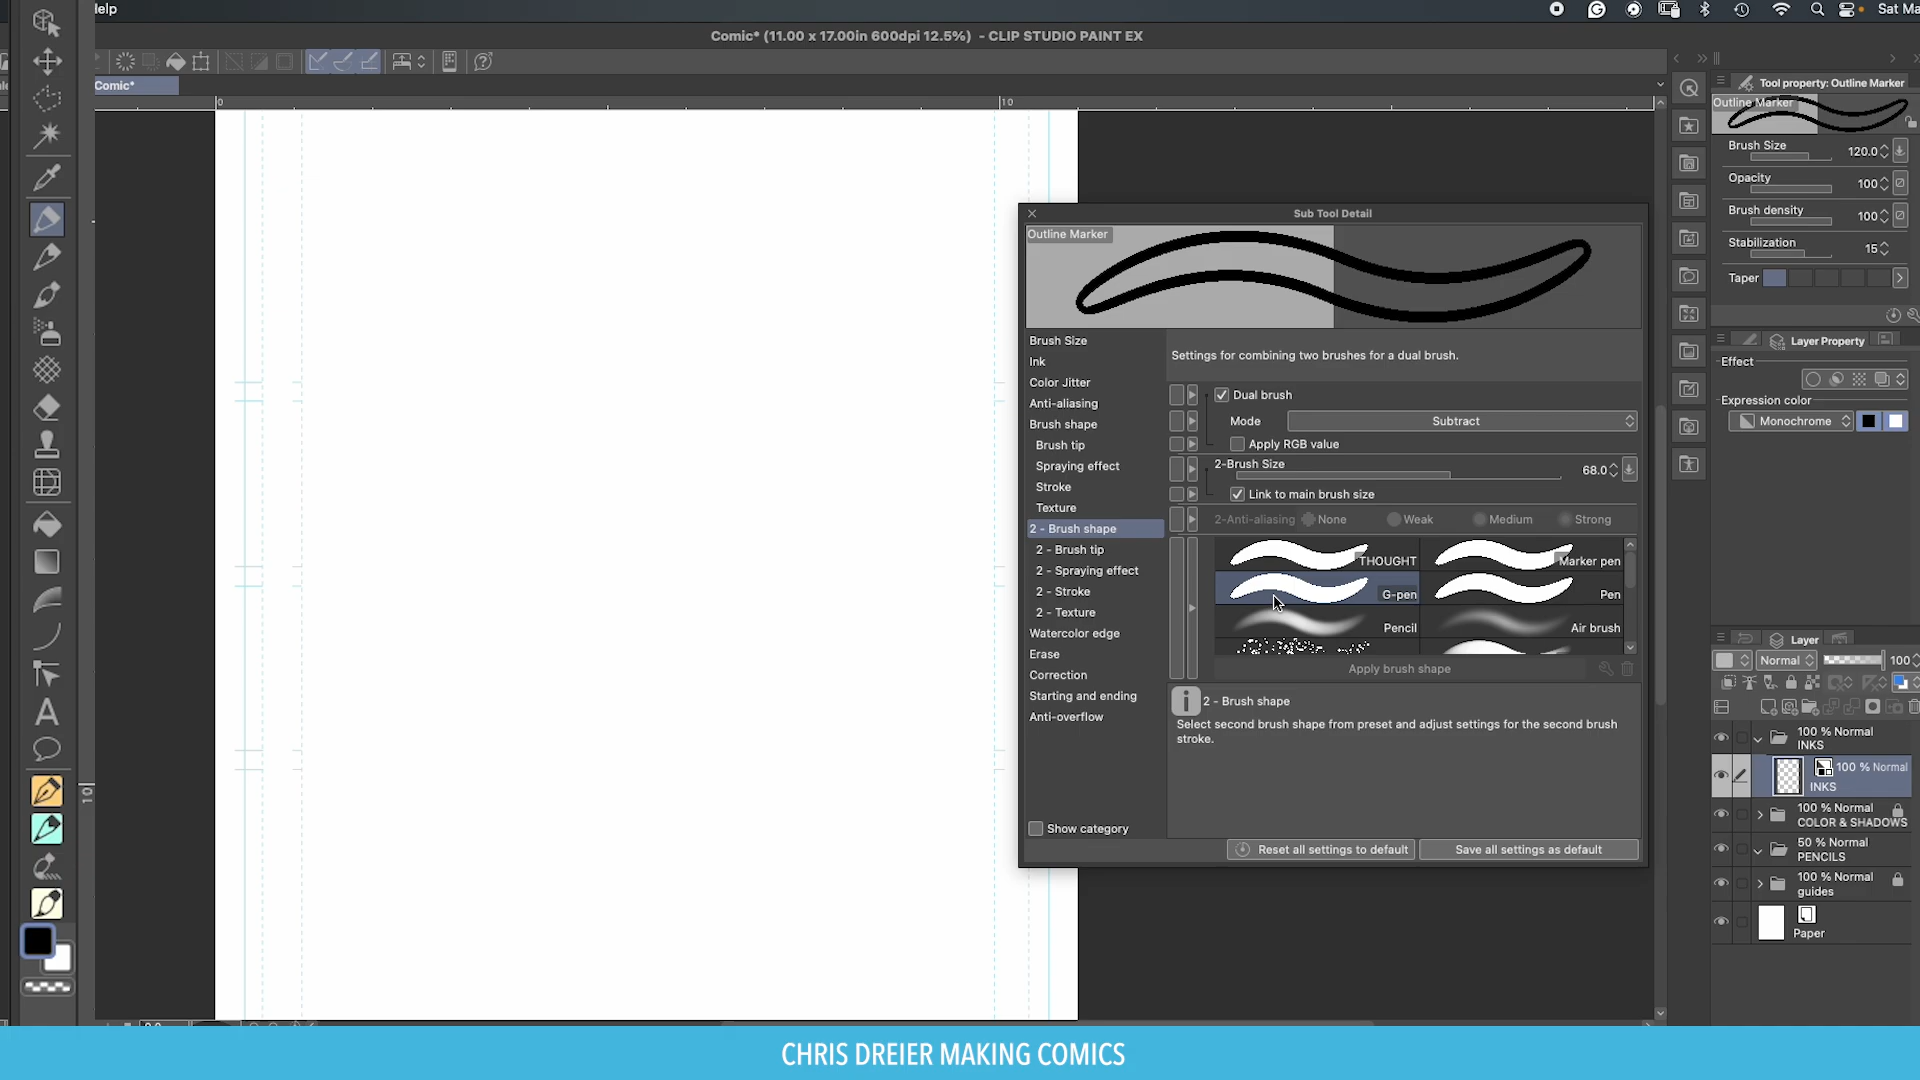 Help
Sat Ma
Comic* (11.00 x 17.00in 600dpi 12.5%) - CLIP STUDIO PAINT EX
Comic*
0
10
10
Tool property: Outline Marker
Outline Marker
Brush Size
120.0
Opacity
100
Brush density
100
Stabilization
15
Taper
Layer Property
Effect
Expression color
Monochrome
Sub Tool Detail
Outline Marker
Brush Size
Ink
Color Jitter
Anti-aliasing
Brush shape
Brush tip
Spraying effect
Stroke
Texture
2 - Brush shape
2 - Brush tip
2 - Spraying effect
2 - Stroke
2 - Texture
Watercolor edge
Erase
Correction
Starting and ending
Anti-overflow
Show category
Settings for combining two brushes for a dual brush.
Dual brush
Mode
Subtract
Apply RGB value
2-Brush Size
68.0
Link to main brush size
2-Anti-aliasing None Weak Medium Strong
THOUGHT
Marker pen
G-pen
Pen
Pencil
Air brush
Apply brush shape
2 - Brush shape
Select second brush shape from preset and adjust settings for the second brush
stroke.
Reset all settings to default
Save all settings as default
Layer
Normal
100
100 % Normal
INKS
100 % Normal
INKS
100 % Normal
COLOR & SHADOWS
50 % Normal
PENCILS
100 % Normal
guides
Paper
CHRIS DREIER MAKING COMICS